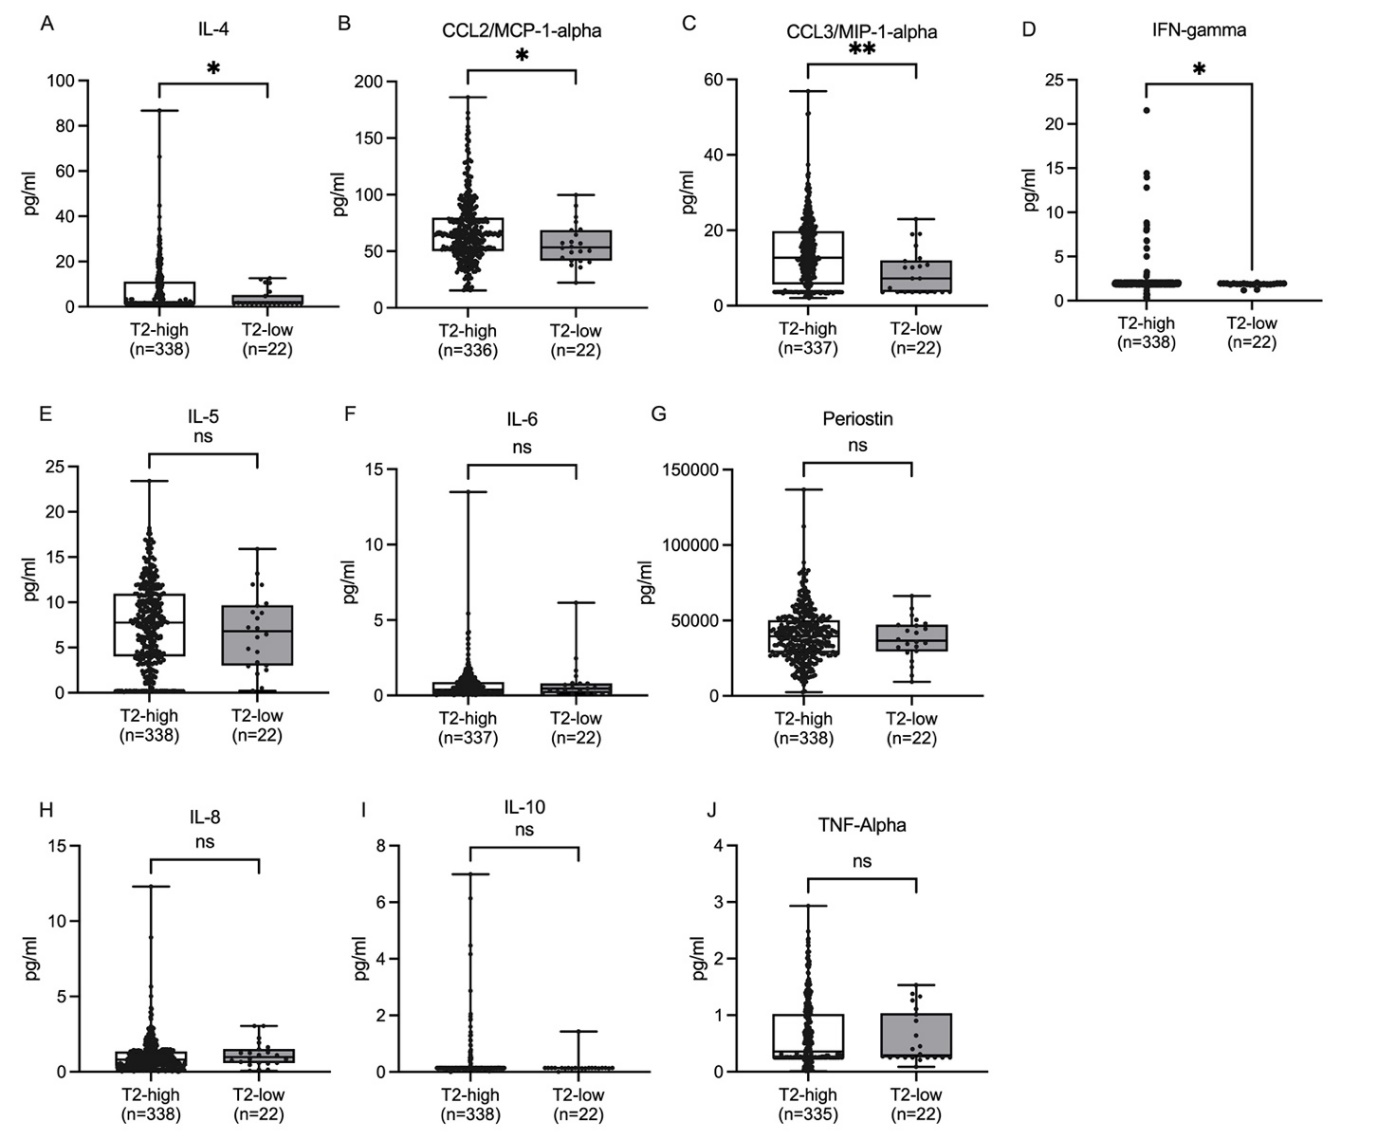 A
IL-4
*
pg/ml
100
80
60
40
20
0
T2-high
(n=338)
T2-low
(n=22)
B
CCL2/MCP-1-alpha
*
pg/ml
200
150
100
50
0
T2-high
(n=336)
T2-low
(n=22)
C
CCL3/MIP-1-alpha
**
pg/ml
60
40
20
0
T2-high
(n=337)
T2-low
(n=22)
D
IFN-gamma
*
pg/ml
25
20
15
10
5
0
T2-high
(n=338)
T2-low
(n=22)
E
IL-5
ns
pg/ml
25
20
15
10
5
0
T2-high
(n=338)
T2-low
(n=22)
F
IL-6
ns
pg/ml
15
10
5
0
T2-high
(n=337)
T2-low
(n=22)
G
Periostin
ns
pg/ml
150000
100000
50000
0
T2-high
(n=338)
T2-low
(n=22)
H
IL-8
ns
pg/ml
15
10
5
0
T2-high
(n=338)
T2-low
(n=22)
I
IL-10
ns
pg/ml
8
6
4
2
0
T2-high
(n=338)
T2-low
(n=22)
J
TNF-Alpha
ns
pg/ml
4
3
2
1
0
T2-high
(n=335)
T2-low
(n=22)